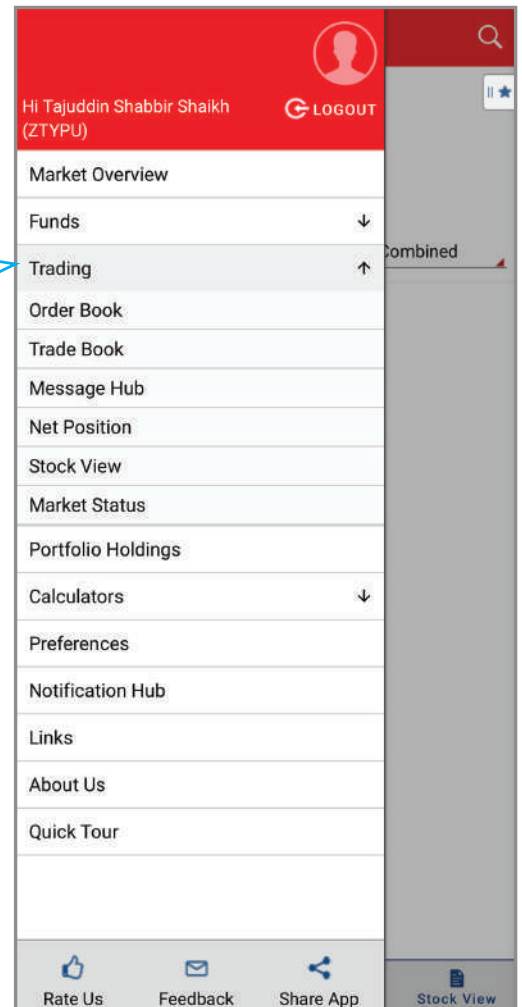 Hi Tajuddin Shabbir Shaikh
(ZTYPU)
LOGOUT
Market Overview
Funds
Combined
Trading
Order Book
Trade Book
Message Hub
Net Position
Stock View
Market Status
Portfolio Holdings
Calculators
Preferences
Notification Hub
Links
About Us
Quick Tour
Rate Us
Feedback
Share App
Stock View